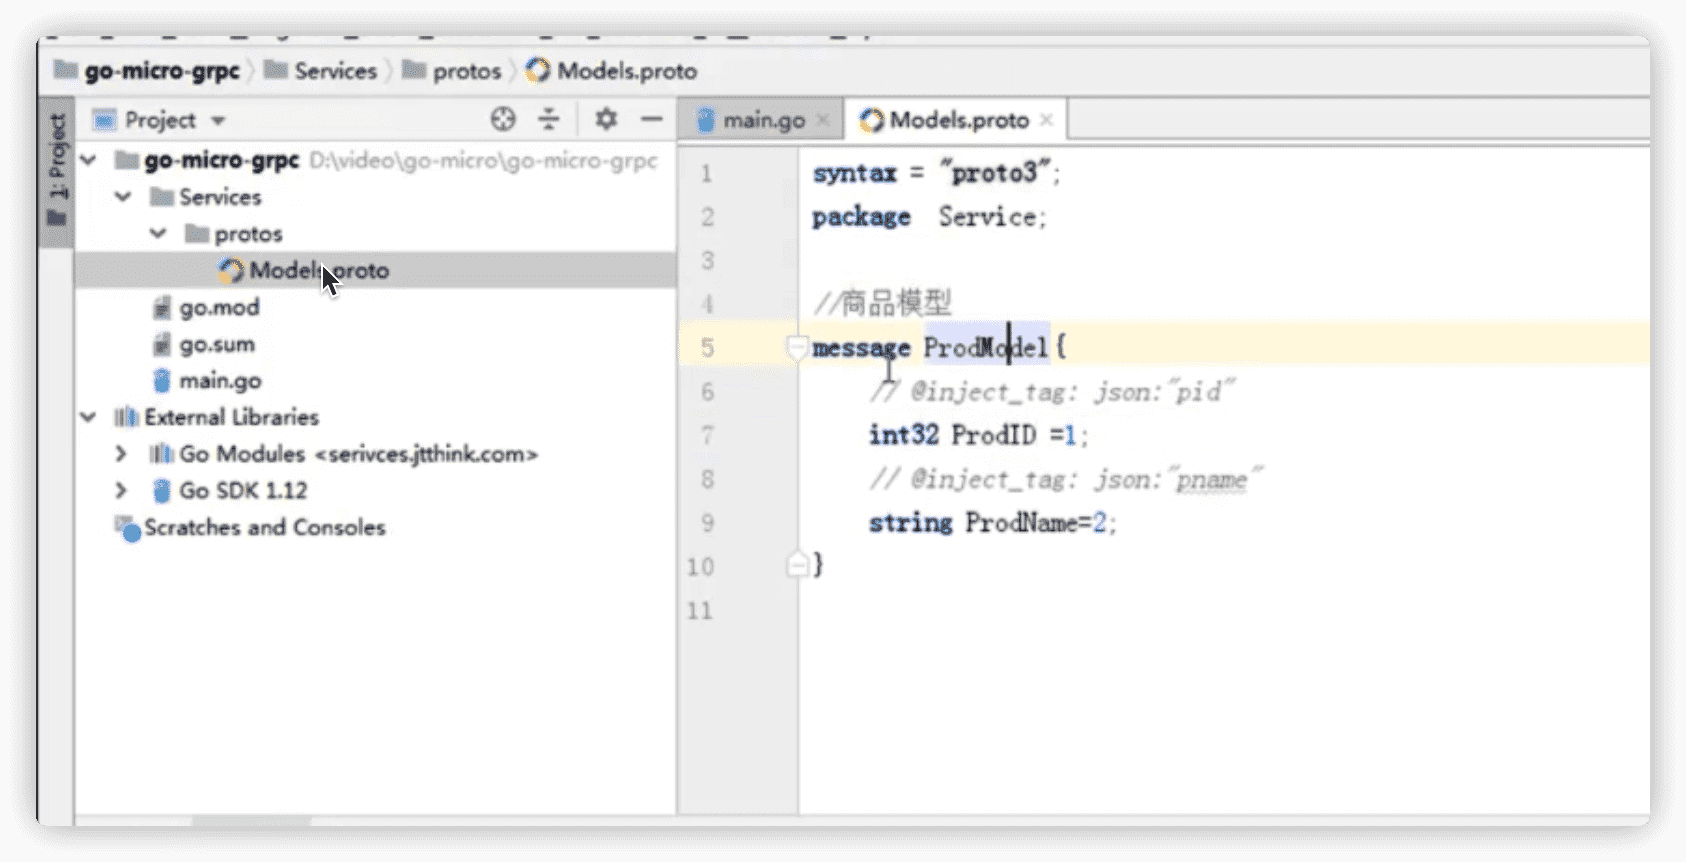 go-micro-grpc Services protos Models.proto
1: Project
Project
go-micro-grpc D:\video\go-micro\go-micro-grpc
Services
protos
Models.proto
go.mod
go.sum
main.go
External Libraries
Go Modules <serivces.jtthink.com>
Go SDK 1.12
Scratches and Consoles
main.go Models.proto
1 syntax = "proto3";
2 package Service;
3
4 //商品模型
5 message ProdModel{
6 // @inject_tag: json:"pid"
7 int32 ProdID =1;
8 // @inject_tag: json:"pname"
9 string ProdName=2;
10 }
11